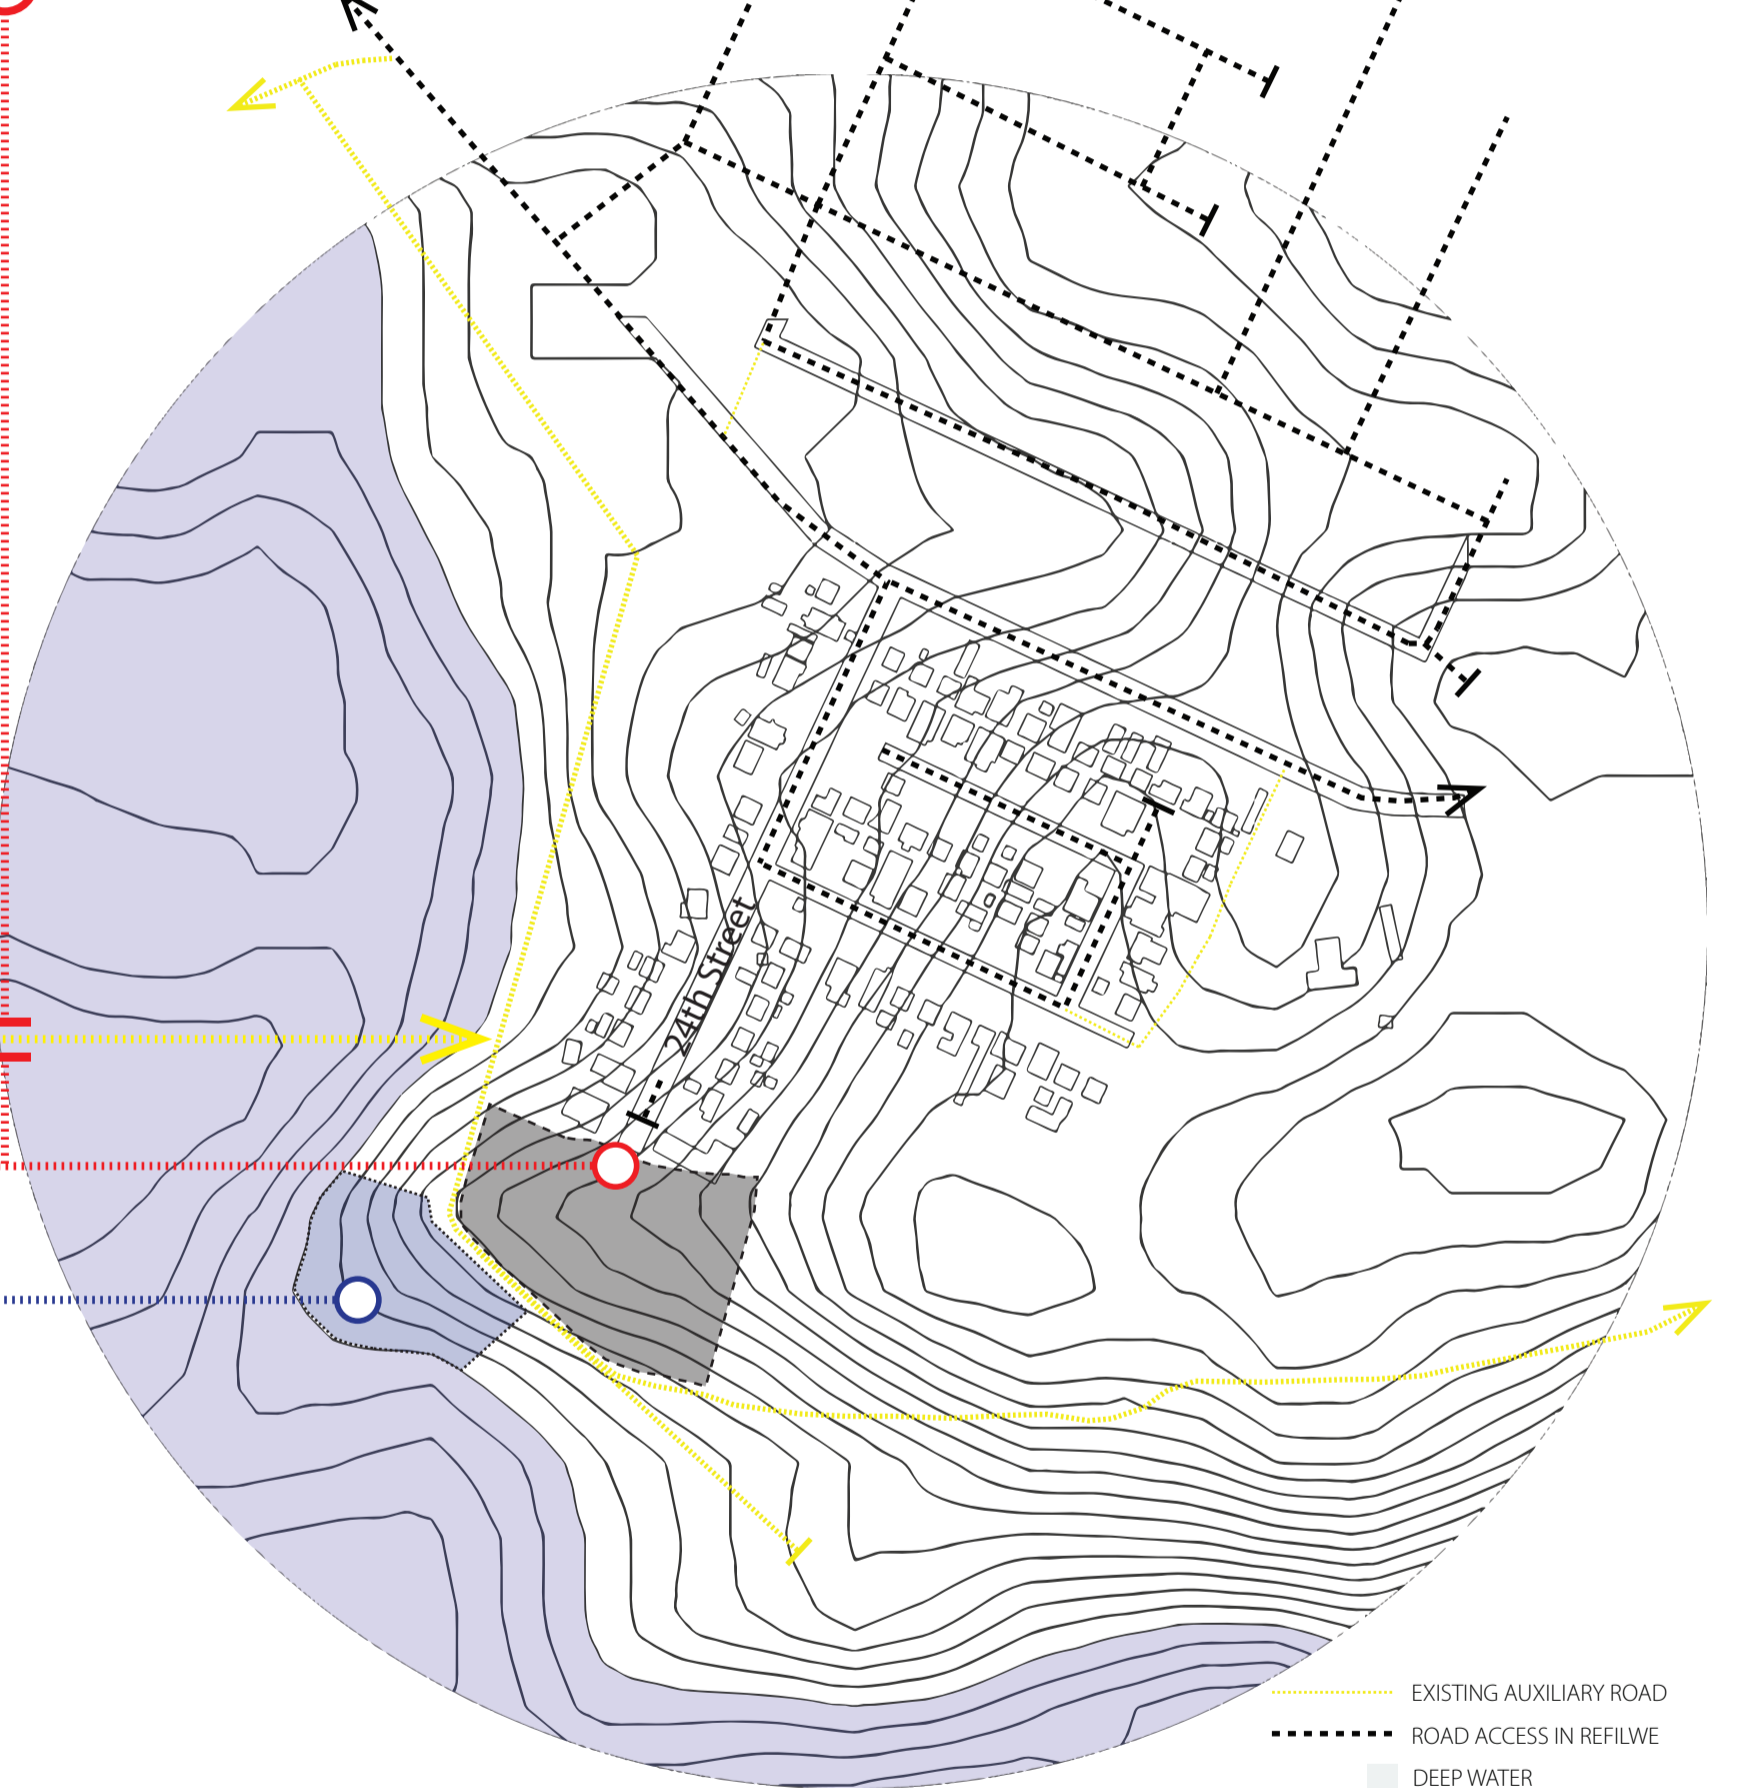 24th Street
EXISTING AUXILIARY ROAD
ROAD ACCESS IN REFILWE
DEEP WATER